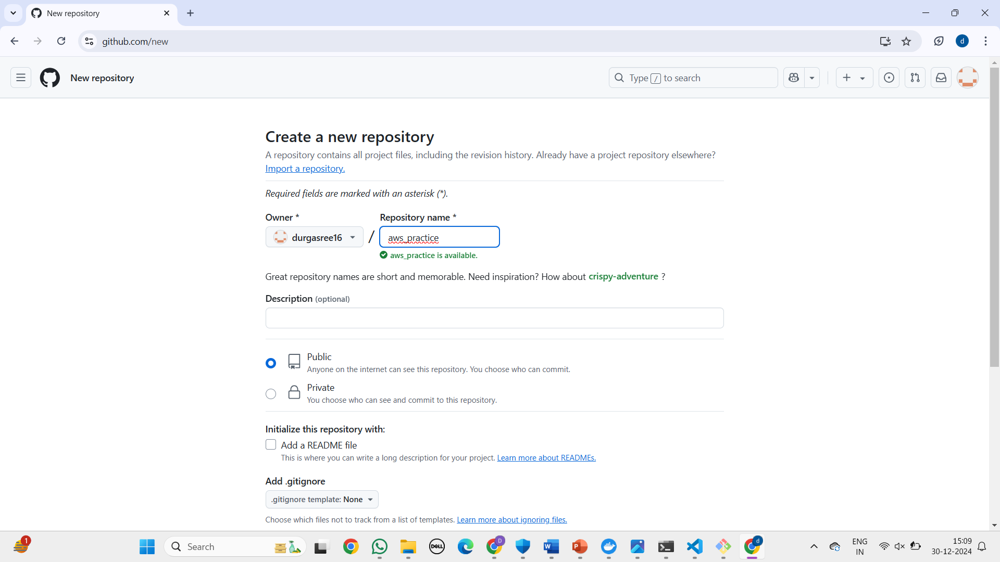 New repository
github.com/new
d
New repository
Type / to search
Create a new repository
A repository contains all project files, including the revision history. Already have a project repository elsewhere?
Import a repository.
Required fields are marked with an asterisk (*).
Owner *
Repository name *
durgasree16
/
aws_practice
aws_practice is available.
Great repository names are short and memorable. Need inspiration? How about crispy-adventure ?
Description (optional)
Public
Anyone on the internet can see this repository. You choose who can commit.
Private
You choose who can see and commit to this repository.
Initialize this repository with:
Add a README file
This is where you can write a long description for your project. Learn more about READMEs.
Add .gitignore
.gitignore template: None
Choose which files not to track from a list of templates. Learn more about ignoring files.
1
Search
DELL
D
W
P
d
ENG
IN
15:09
30-12-2024